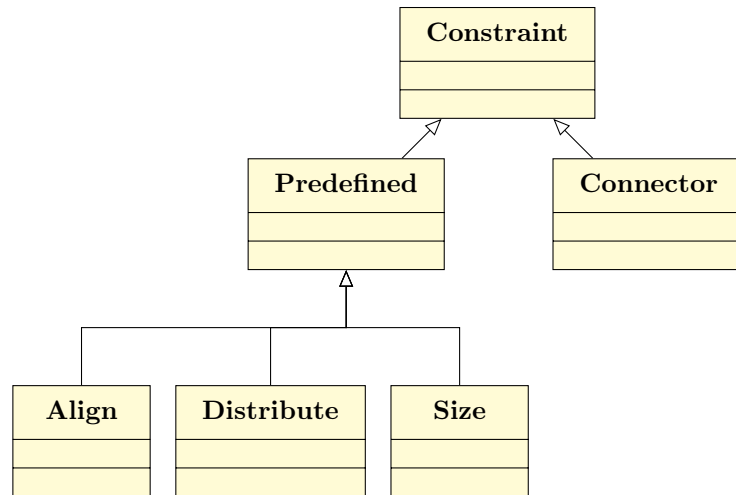 Constraint
Predefined
Connector
Align
Distribute
Size